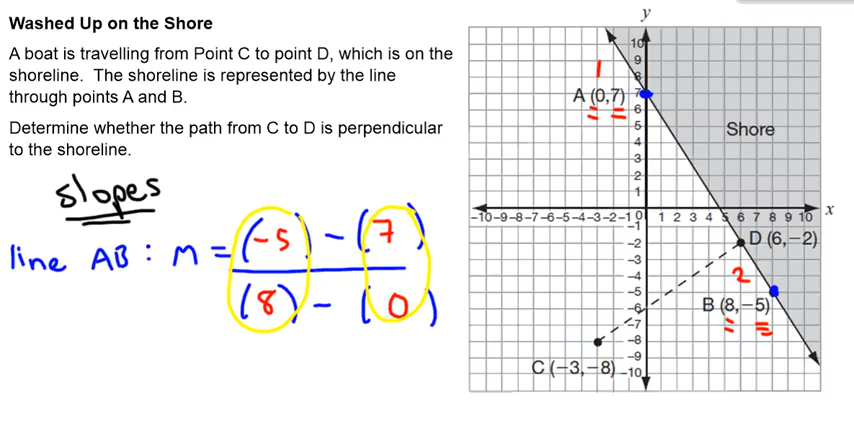 Washed Up on the Shore
A boat is travelling from Point C to point D, which is on the
shoreline. The shoreline is represented by the line
through points A and B.
Determine whether the path from C to D is perpendicular
to the shoreline.
slopes
line AB : m = (-5) - (7)
(8) - (0)
y
10
9
8
7
6
5
4
3
2
1
1
A (0,7)
Shore
-10 -9 -8 -7 -6 -5 -4 -3 -2 -1 0 1 2 3 4 5 6 7 8 9 10 x
-1
-2
-3
-4
-5
-6
-7
-8
-9
-10
D (6,-2)
2
B (8,-5)
C (-3,-8)